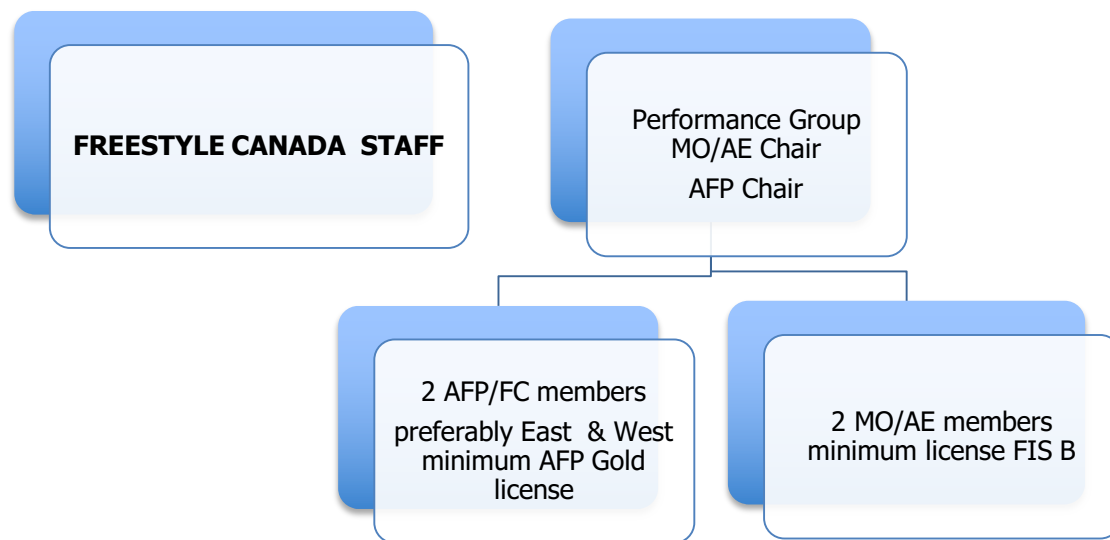 FREESTYLE CANADA  STAFF
Performance Group
MO/AE Chair
AFP Chair
2 AFP/FC members
preferably East  & West
minimum AFP Gold
license
2 MO/AE members
minimum license FIS B